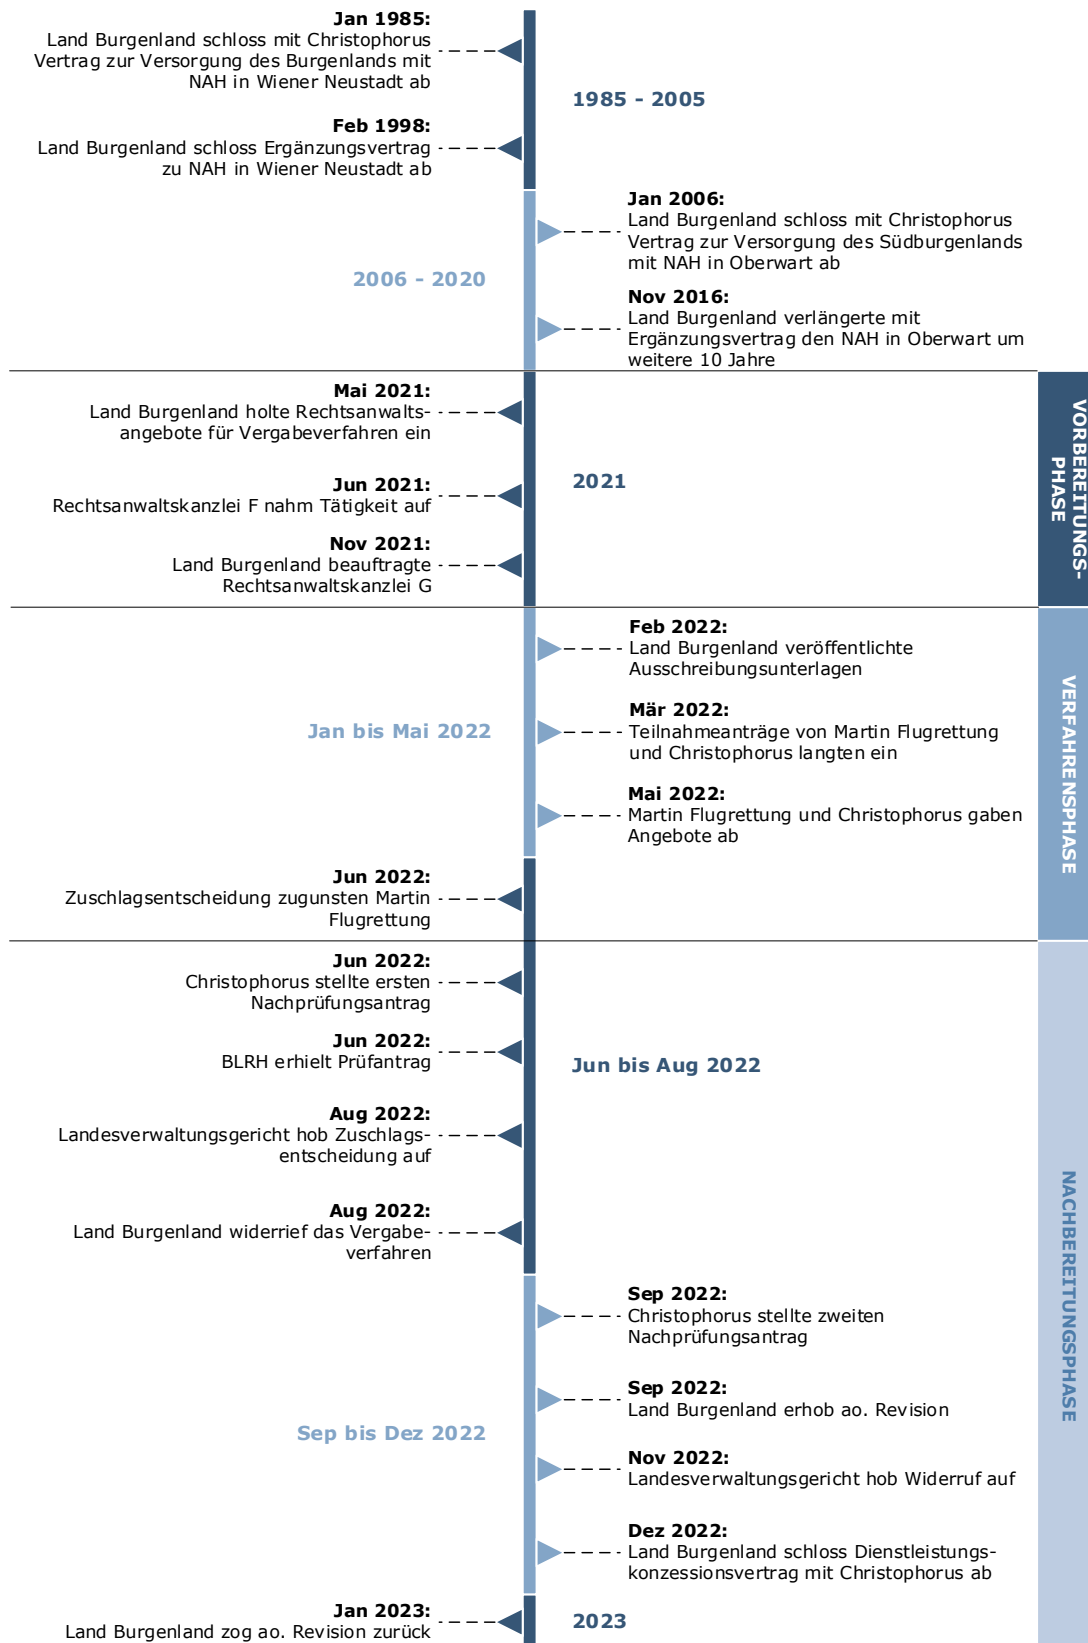 Jan 1985:
Land Burgenland schloss mit Christophorus
Vertrag zur Versorgung des Burgenlands mit
NAH in Wiener Neustadt ab
1985 - 2005
Feb 1998:
Land Burgenland schloss Ergänzungsvertrag
zu NAH in Wiener Neustadt ab
Jan 2006:
Land Burgenland schloss mit Christophorus
Vertrag zur Versorgung des Südburgenlands
mit NAH in Oberwart ab
2006 - 2020
Nov 2016:
Land Burgenland verlängerte mit
Ergänzungsvertrag den NAH in Oberwart um
weitere 10 Jahre
Mai 2021:
Land Burgenland holte Rechtsanwalts-
angebote für Vergabeverfahren ein
2021
Jun 2021:
Rechtsanwaltskanzlei F nahm Tätigkeit auf
Nov 2021:
Land Burgenland beauftragte
Rechtsanwaltskanzlei G
VORBEREITUNGS-
PHASE
Feb 2022:
Land Burgenland veröffentlichte
Ausschreibungsunterlagen
Jan bis Mai 2022
Mär 2022:
Teilnahmeanträge von Martin Flugrettung
und Christophorus langten ein
Mai 2022:
Martin Flugrettung und Christophorus gaben
Angebote ab
Jun 2022:
Zuschlagsentscheidung zugunsten Martin
Flugrettung
VERFAHRENSPHASE
Jun 2022:
Christophorus stellte ersten
Nachprüfungsantrag
Jun 2022:
BLRH erhielt Prüfantrag
Jun bis Aug 2022
Aug 2022:
Landesverwaltungsgericht hob Zuschlags-
entscheidung auf
Aug 2022:
Land Burgenland widerrief das Vergabe-
verfahren
Sep 2022:
Christophorus stellte zweiten
Nachprüfungsantrag
Sep 2022:
Land Burgenland erhob ao. Revision
Sep bis Dez 2022
Nov 2022:
Landesverwaltungsgericht hob Widerruf auf
Dez 2022:
Land Burgenland schloss Dienstleistungs-
konzessionsvertrag mit Christophorus ab
Jan 2023:
Land Burgenland zog ao. Revision zurück
2023
NACHBEREITUNGSPHASE